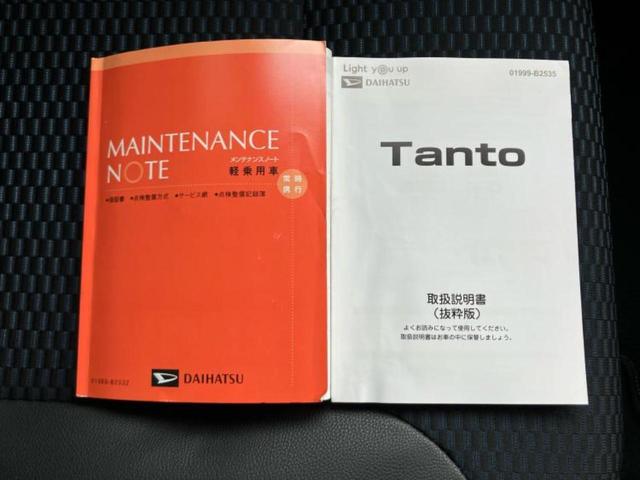 MAINTENANCE
NOTE
メンテナンスノート
軽乗用車
常時
携行
•保証書 •点検整備方式 •サービス網 •点検整備記録簿
DAIHATSU
01999-B2532
Light you up
DAIHATSU
01999-B2535
Tanto
取扱説明書
(抜粋版)
よくお読みになって使用してください。
取扱説明書はお車の中に保管しましょう。